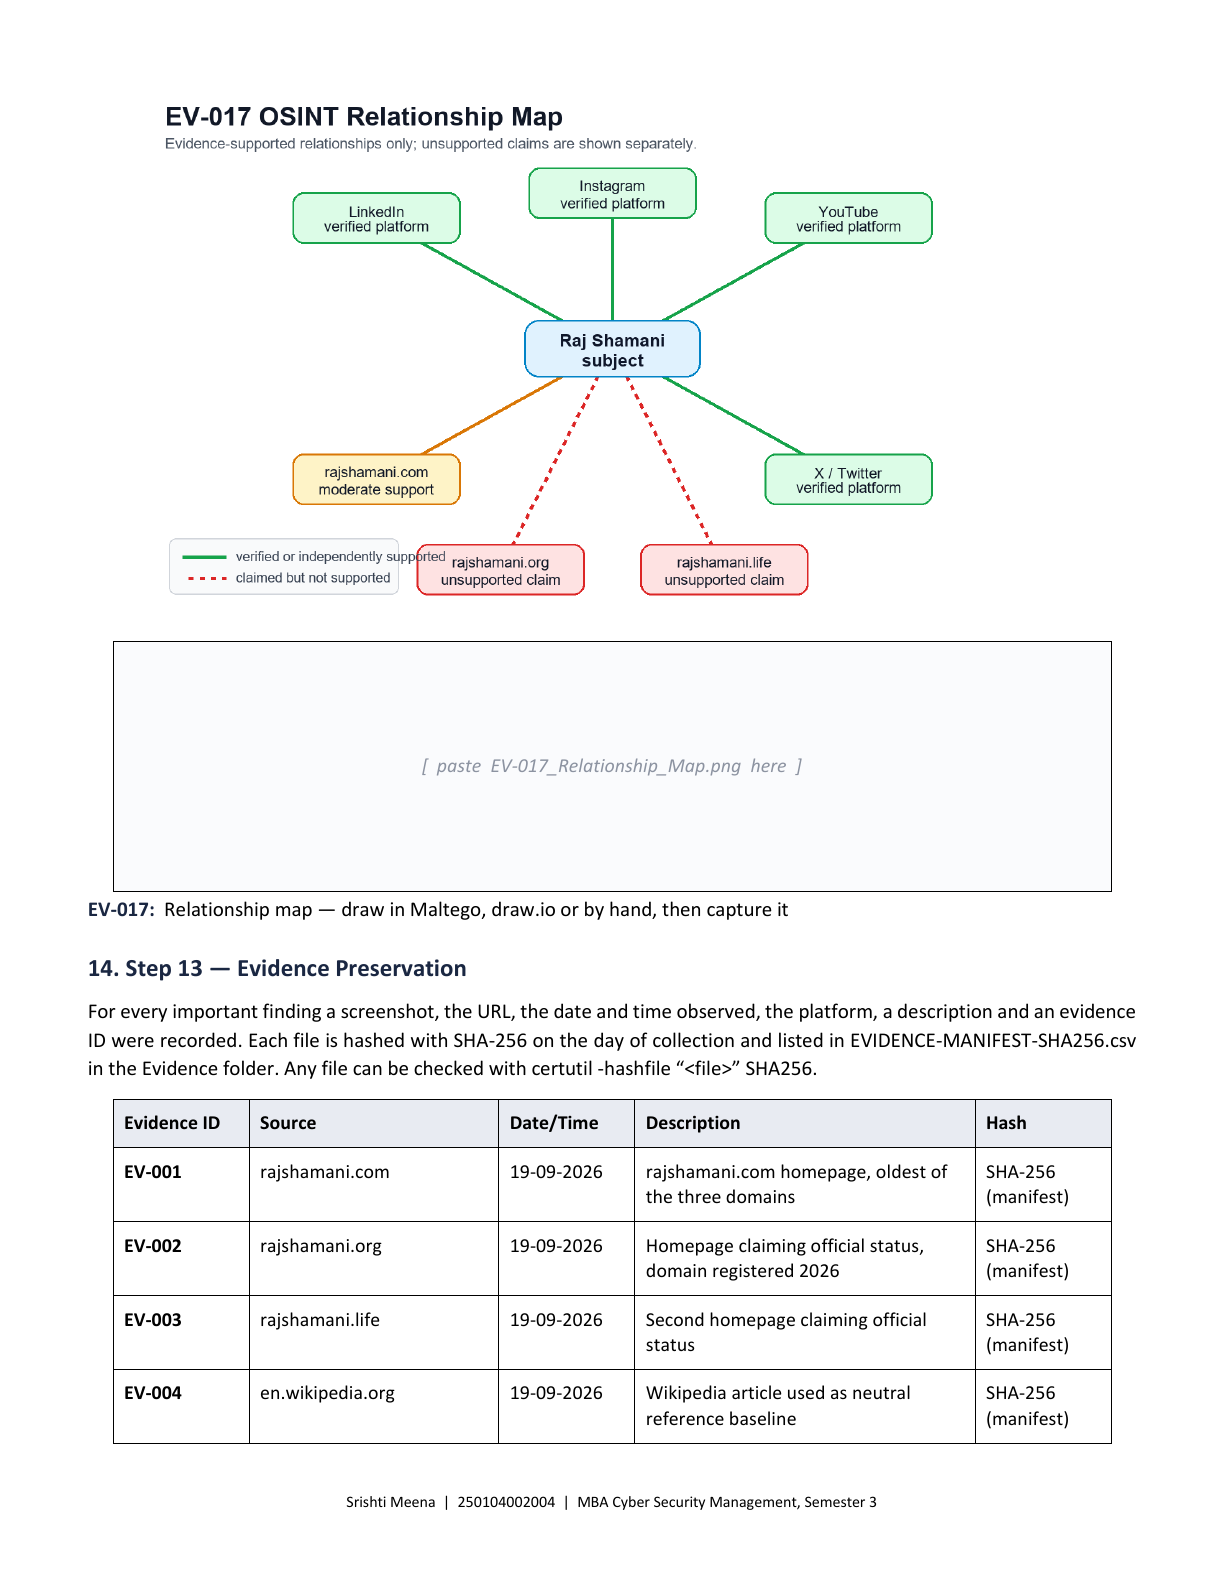 EV-017 OSINT Relationship Map
Evidence-supported relationships only; unsupported claims are shown separately.
Instagram
verified platform
LinkedIn
verified platform
YouTube
verified platform
Raj Shamani
subject
rajshamani.com
moderate support
X / Twitter
verified platform
verified or independently supported
claimed but not supported
rajshamani.org
unsupported claim
rajshamani.life
unsupported claim
[ paste EV-017_Relationship_Map.png here ]
EV-017: Relationship map — draw in Maltego, draw.io or by hand, then capture it
14. Step 13 — Evidence Preservation
For every important finding a screenshot, the URL, the date and time observed, the platform, a description and an evidence
ID were recorded. Each file is hashed with SHA-256 on the day of collection and listed in EVIDENCE-MANIFEST-SHA256.csv
in the Evidence folder. Any file can be checked with certutil -hashfile “<file>” SHA256.
Evidence ID Source Date/Time Description Hash
EV-001 rajshamani.com 19-09-2026 rajshamani.com homepage, oldest of SHA-256
the three domains (manifest)
EV-002 rajshamani.org 19-09-2026 Homepage claiming official status, SHA-256
domain registered 2026 (manifest)
EV-003 rajshamani.life 19-09-2026 Second homepage claiming official SHA-256
status (manifest)
EV-004 en.wikipedia.org 19-09-2026 Wikipedia article used as neutral SHA-256
reference baseline (manifest)
Srishti Meena | 250104002004 | MBA Cyber Security Management, Semester 3